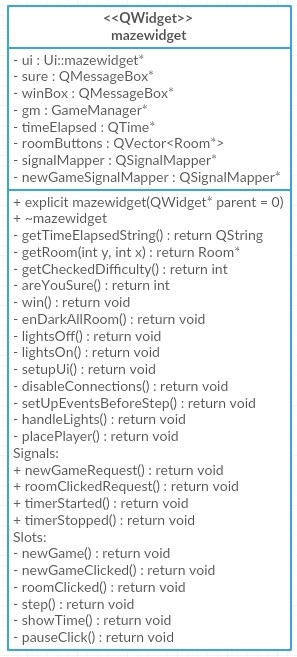 <<QWidget>>
mazewidget
- ui : Ui::mazewidget*
- sure : QMessageBox*
- winBox : QMessageBox*
- gm : GameManager*
- timeElapsed : QTime*
- roomButtons : QVector<Room*>
- signalMapper : QSignalMapper*
- newGameSignalMapper : QSignalMapper*
+ explicit mazewidget(QWidget* parent = 0)
+ ~mazewidget
- getTimeElapsedString() : return QString
- getRoom(int y, int x) : return Room*
- getCheckedDifficulty() : return int
- areYouSure() : return int
- win() : return void
- enDarkAllRoom() : return void
- lightsOff() : return void
- lightsOn() : return void
- setupUi() : return void
- disableConnections() : return void
- setUpEventsBeforeStep() : return void
- handleLights() : return void
- placePlayer() : return void
Signals:
+ newGameRequest() : return void
+ roomClickedRequest() : return void
+ timerStarted() : return void
+ timerStopped() : return void
Slots:
- newGame() : return void
- newGameClicked() : return void
- roomClicked() : return void
- step() : return void
- showTime() : return void
- pauseClick() : return void